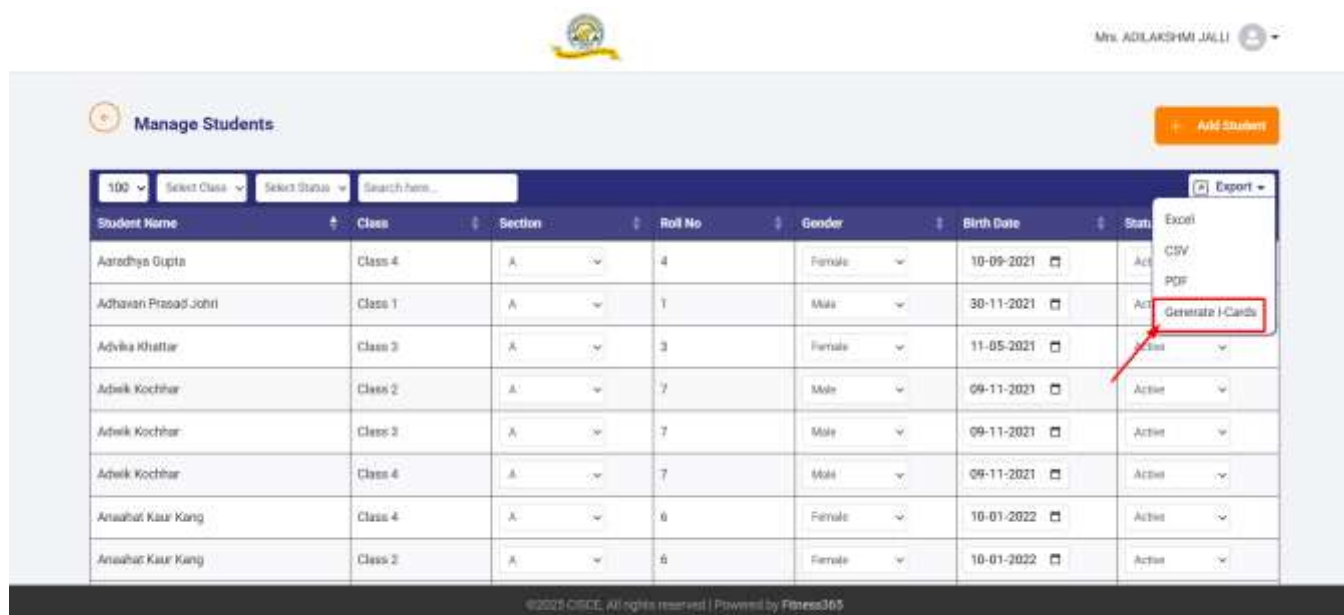 Mrs. ADILAKSHMI JALLI
Manage Students
+ Add Student
100 Select Class Select Status Search here... Export
Student Name Class Section Roll No Gender Birth Date Statu
Excel
CSV
PDF
Generate I-Cards
Aaradhya Gupta Class 4 A 4 Female 10-09-2021 Act
Adhavan Prasad Johri Class 1 A 1 Male 30-11-2021 Act
Advika Khattar Class 3 A 3 Female 11-05-2021 Active
Adwik Kochhar Class 2 A 7 Male 09-11-2021 Active
Adwik Kochhar Class 3 A 7 Male 09-11-2021 Active
Adwik Kochhar Class 4 A 7 Male 09-11-2021 Active
Anaahat Kaur Kang Class 4 A 6 Female 10-01-2022 Active
Anaahat Kaur Kang Class 2 A 6 Female 10-01-2022 Active
©2025 CISCE, All rights reserved | Powered by Fitness365